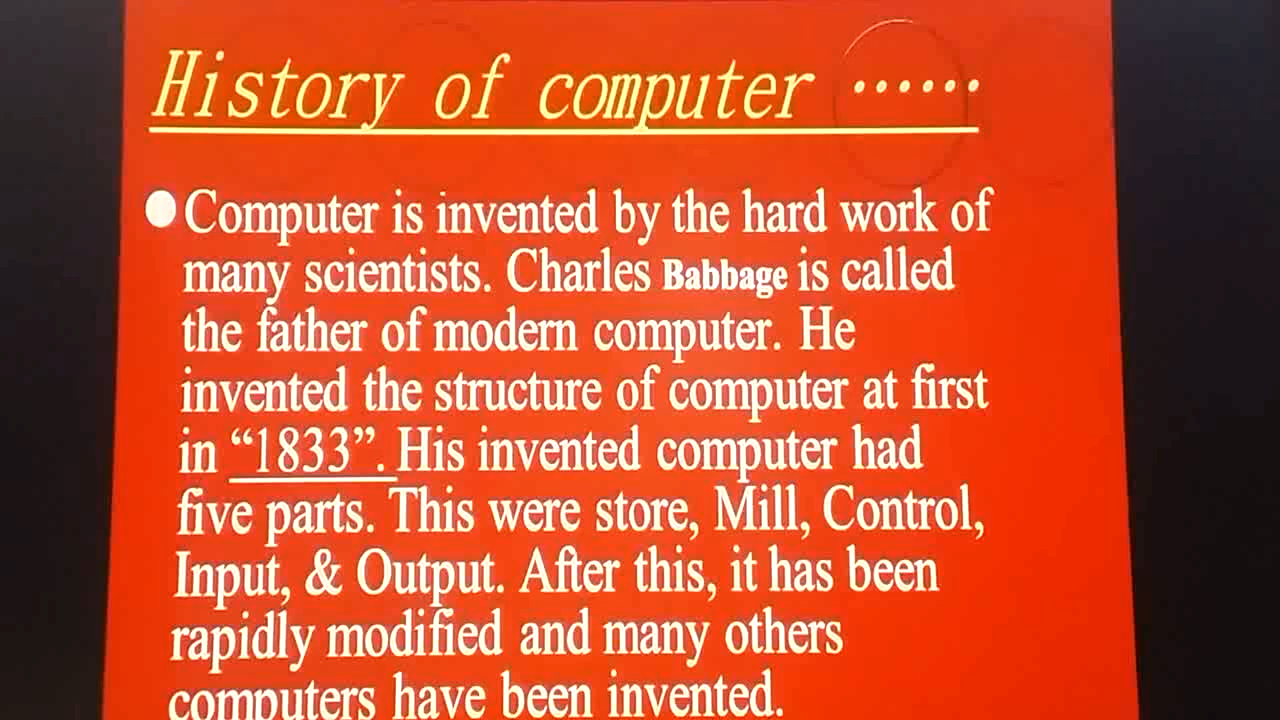 History of computer ······
●Computer is invented by the hard work of
many scientists. Charles Babbage is called
the father of modern computer. He
invented the structure of computer at first
in “1833”. His invented computer had
five parts. This were store, Mill, Control,
Input, & Output. After this, it has been
rapidly modified and many others
computers have been invented.